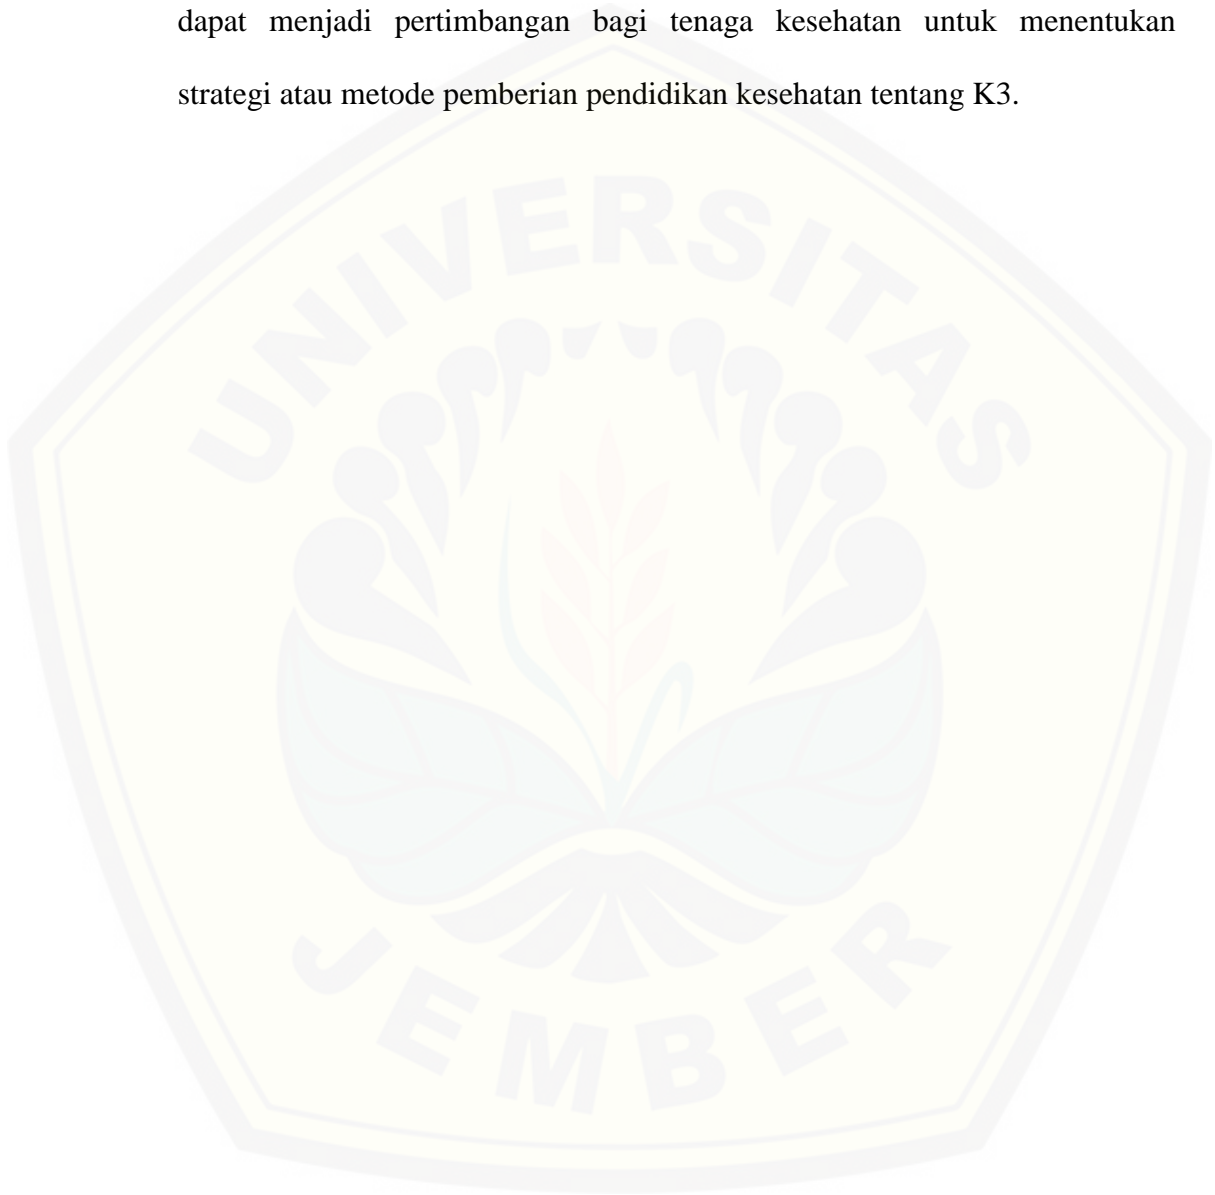 dapat menjadi pertimbangan bagi tenaga kesehatan untuk menentukan
strategi atau metode pemberian pendidikan kesehatan tentang K3.
UNIVERSITAS
JEMBER